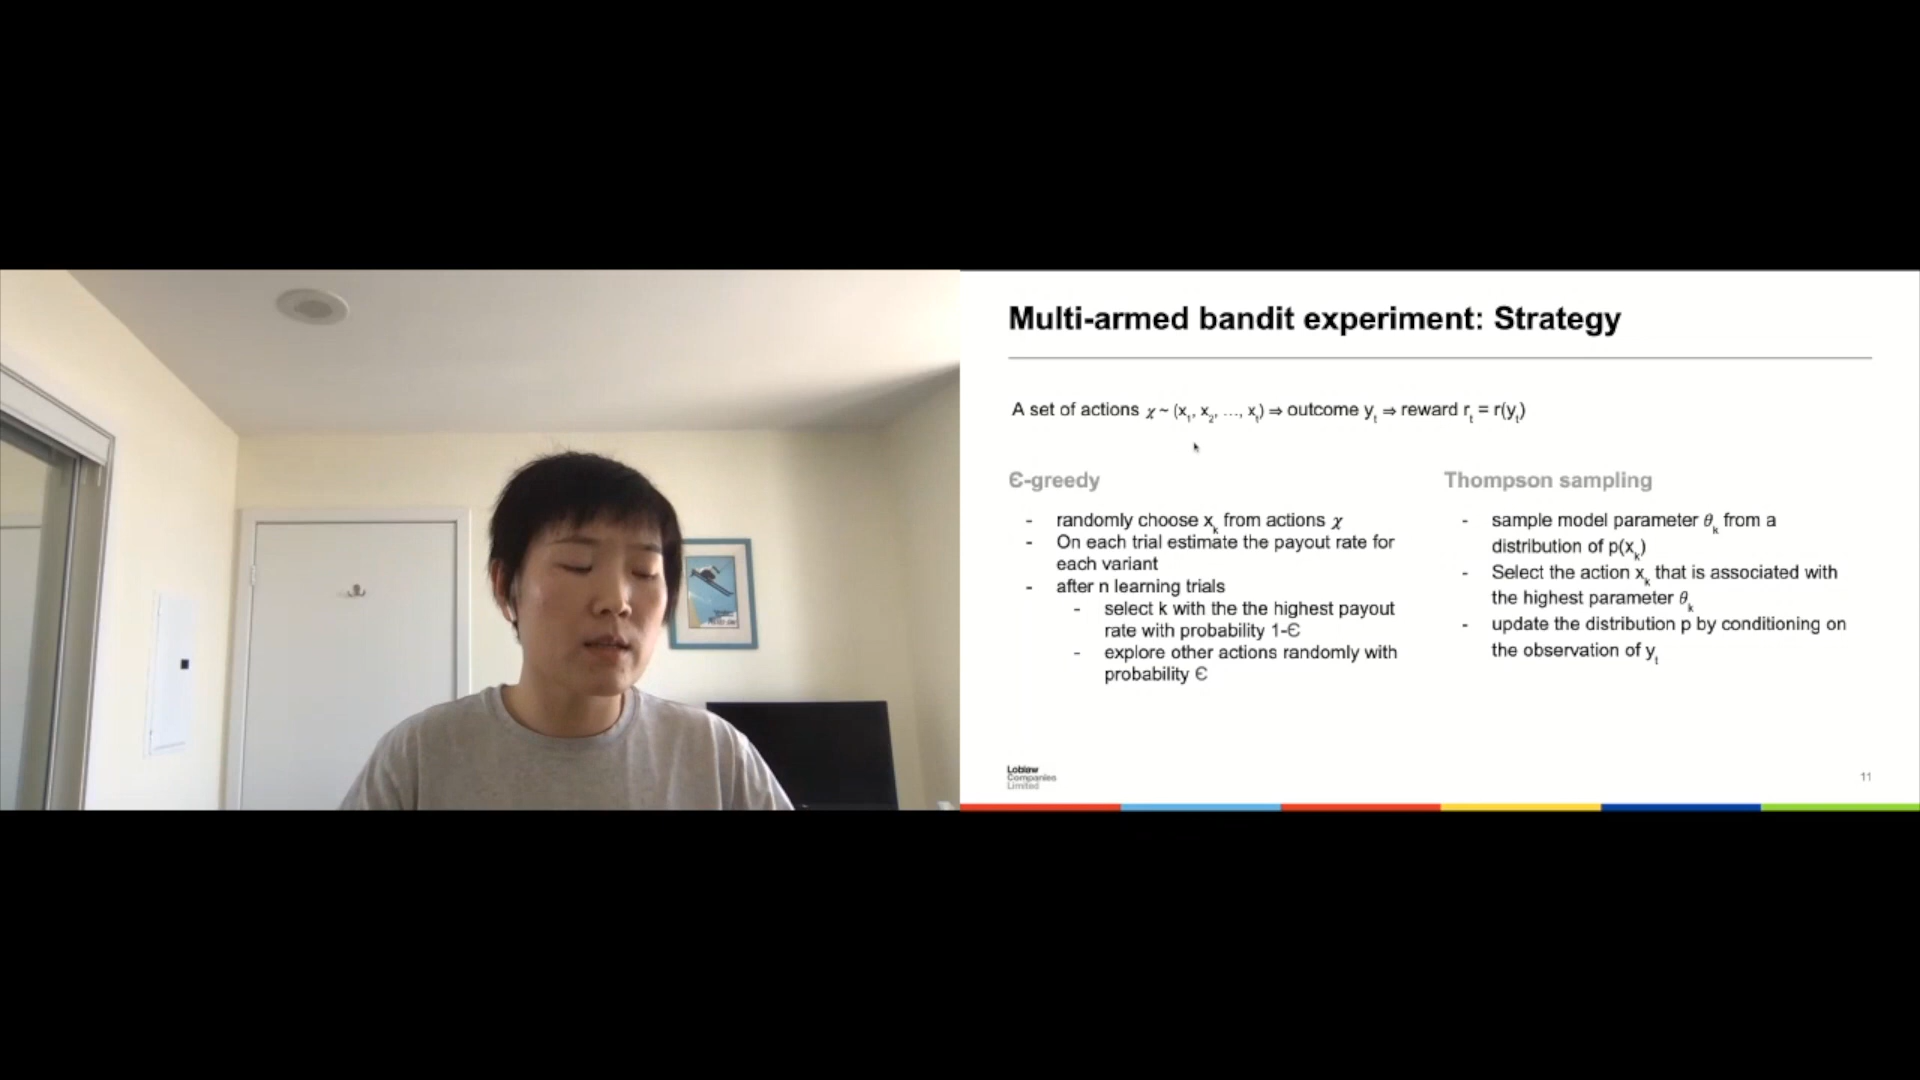 Multi-armed bandit experiment: Strategy
A set of actions 𝜒 ~ (x₁, x₂, …, xₜ) ⇒ outcome yₜ ⇒ reward rₜ = r(yₜ)
Є-greedy
- randomly choose xₖ from actions 𝜒
- On each trial estimate the payout rate for
each variant
- after n learning trials
- select k with the the highest payout
rate with probability 1-Є
- explore other actions randomly with
probability Є
Thompson sampling
- sample model parameter θₖ from a
distribution of p(xₖ)
- Select the action xₖ that is associated with
the highest parameter θₖ
- update the distribution p by conditioning on
the observation of yₜ
Loblaw
Companies
Limited
11